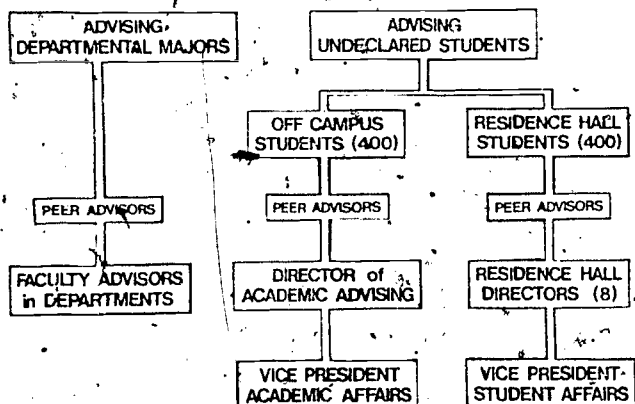 ADVISING
DEPARTMENTAL MAJORS
ADVISING
UNDECLARED STUDENTS
OFF CAMPUS
STUDENTS (400)
RESIDENCE HALL
STUDENTS (400)
PEER ADVISORS
PEER ADVISORS
PEER ADVISORS
FACULTY ADVISORS
in DEPARTMENTS
DIRECTOR of
ACADEMIC ADVISING
RESIDENCE HALL
DIRECTORS (8)
VICE PRESIDENT
ACADEMIC AFFAIRS
VICE PRESIDENT
STUDENT AFFAIRS